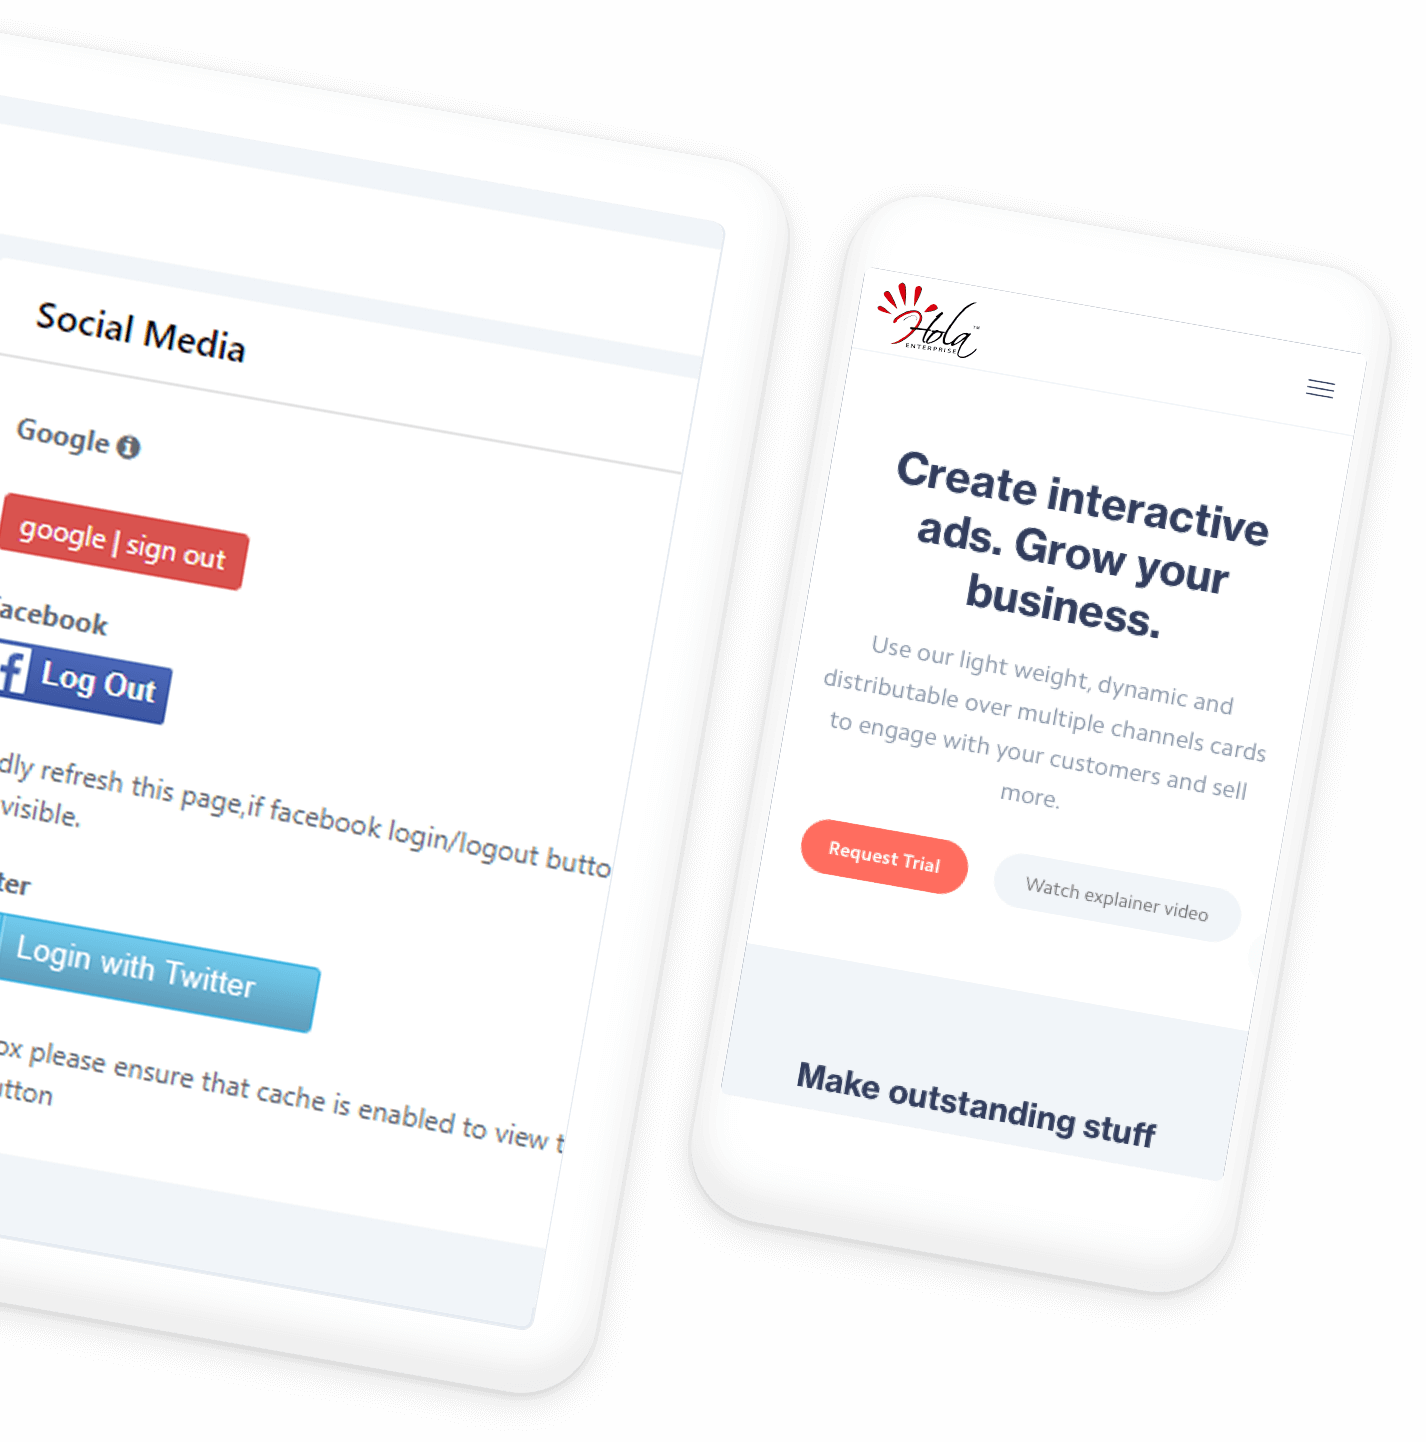 Social Media
Google
google | sign out
acebook
f Log Out
dly refresh this page,if facebook login/logout butto
visible.
ter
Login with Twitter
ox please ensure that cache is enabled to view t
tton
Hola™
ENTERPRISE
Create interactive
ads. Grow your
business.
Use our light weight, dynamic and
distributable over multiple channels cards
to engage with your customers and sell
more.
Request Trial
Watch explainer video
Make outstanding stuff